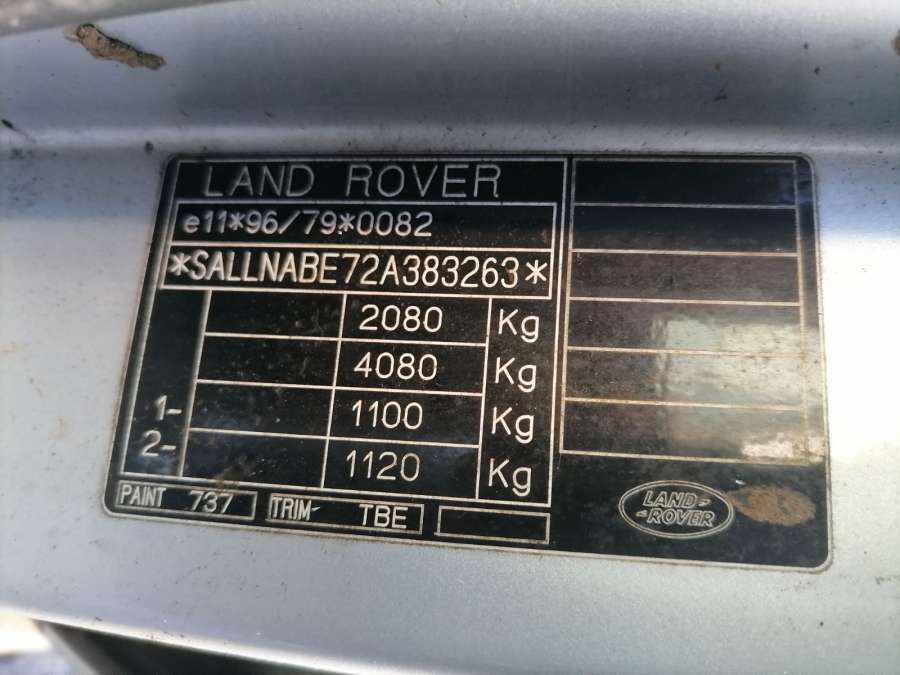 LAND ROVER
e11*96/79*0082
*SALLNABE72A383263*
2080 Kg
4080 Kg
1- 1100 Kg
2- 1120 Kg
PAINT 737 TRIM- TBE
LAND-
-ROVER